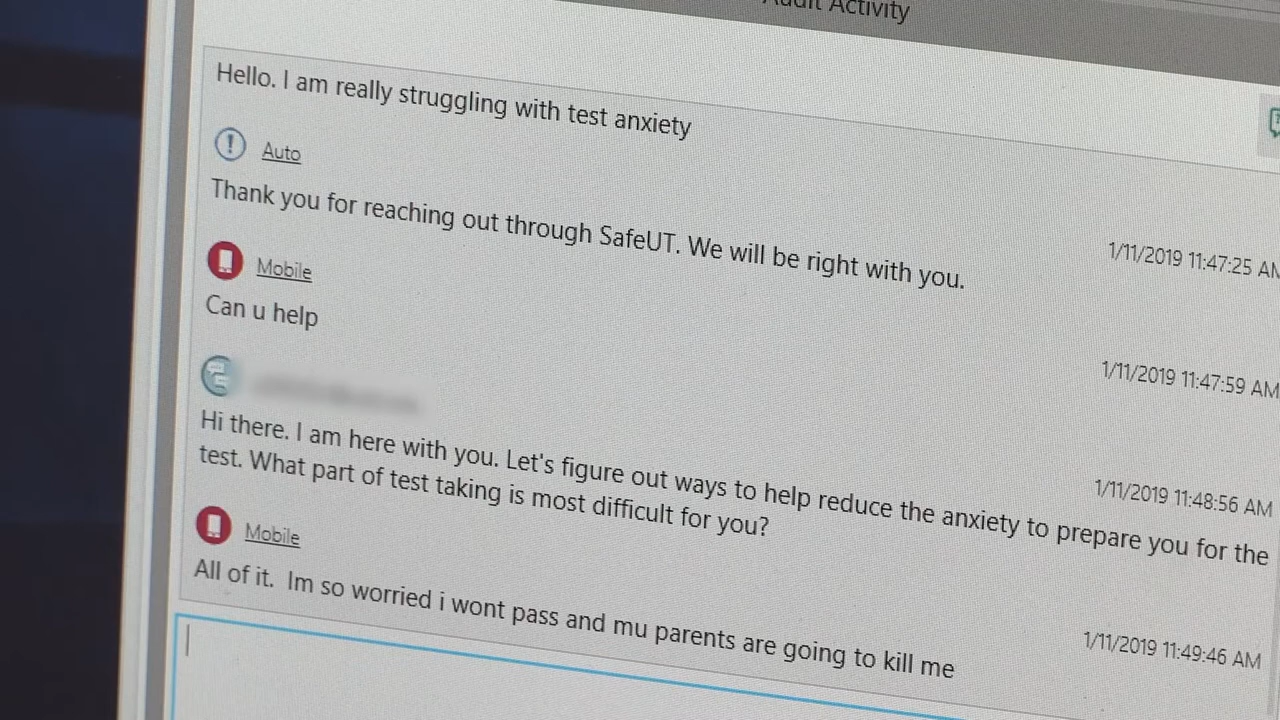 Audit Activity
Hello. I am really struggling with test anxiety
Auto
1/11/2019 11:47:25 AM
Thank you for reaching out through SafeUT. We will be right with you.
Mobile
1/11/2019 11:47:59 AM
Can u help
1/11/2019 11:48:56 AM
Hi there. I am here with you. Let's figure out ways to help reduce the anxiety to prepare you for the
test. What part of test taking is most difficult for you?
Mobile
1/11/2019 11:49:46 AM
All of it. Im so worried i wont pass and mu parents are going to kill me